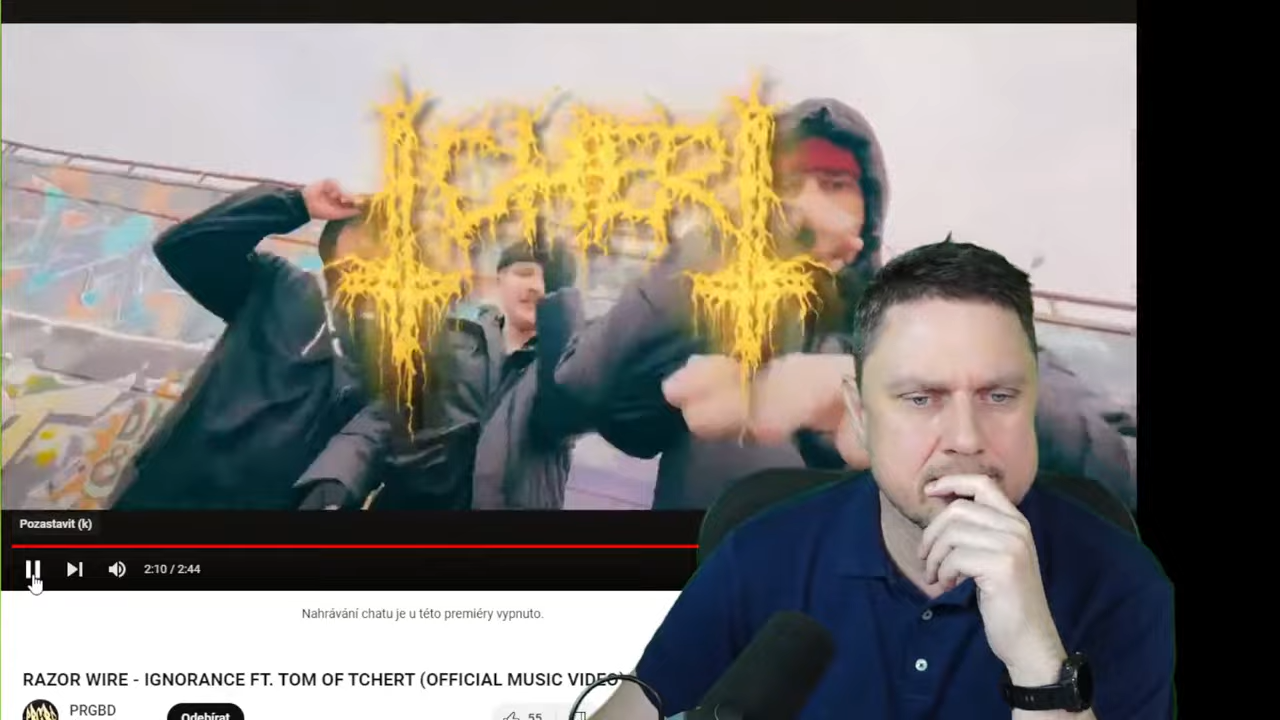 TCHERT
Pozastavit (k)
2:10 / 2:44
Nahrávání chatu je u této premiéry vypnuto.
RAZOR WIRE - IGNORANCE FT. TOM OF TCHERT (OFFICIAL MUSIC VIDEO)
PRGBD
Odebírat
55